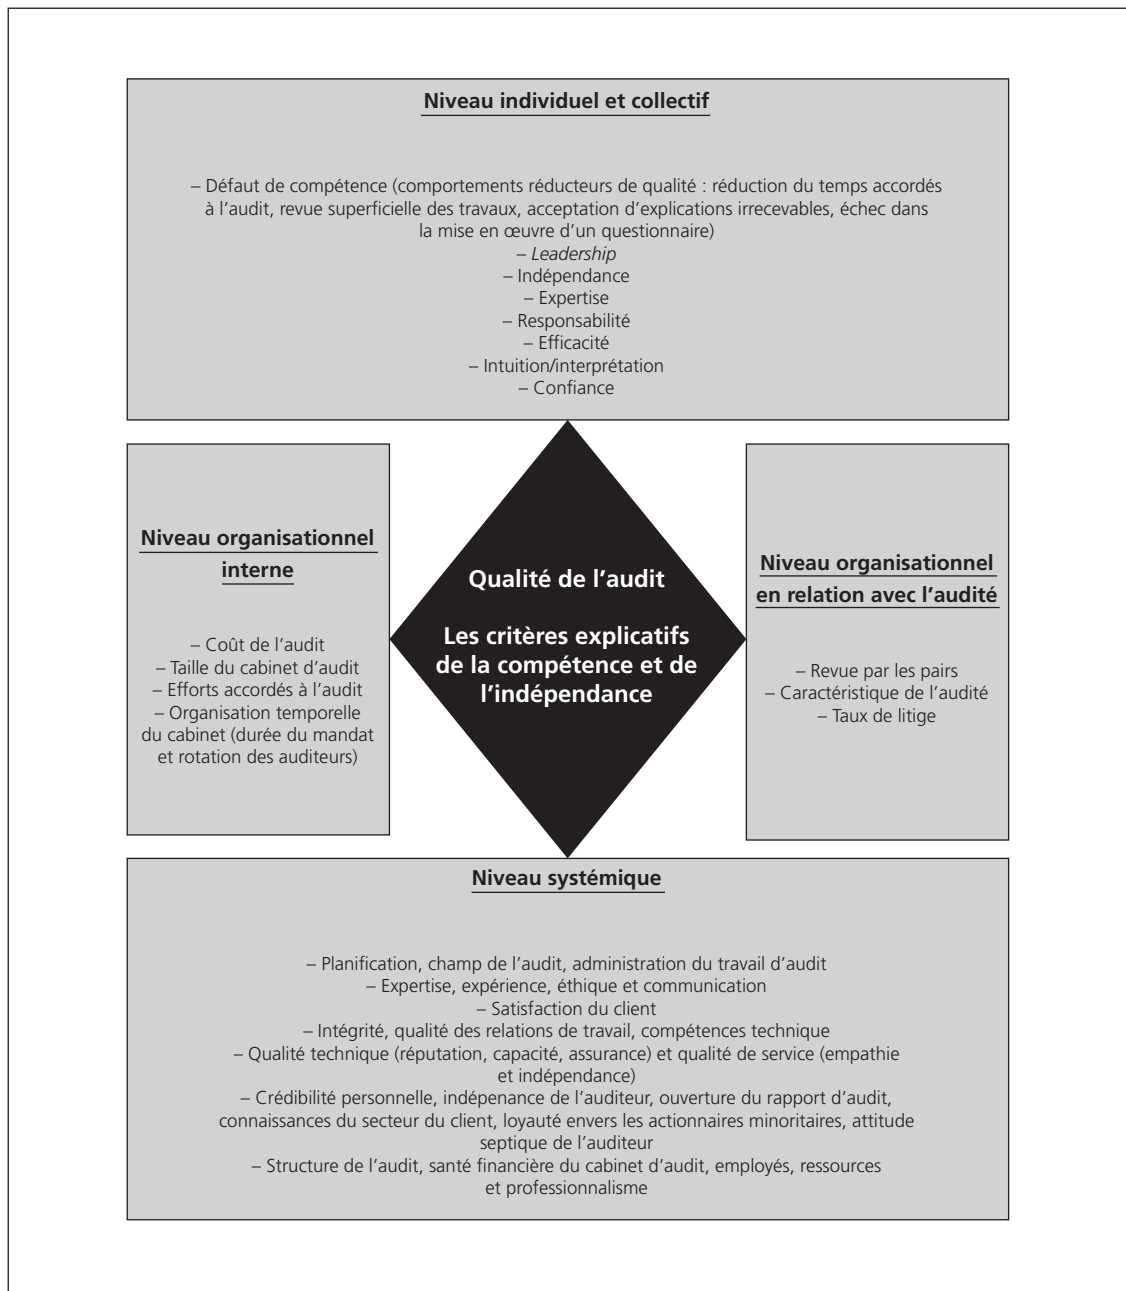 Niveau individuel et collectif
– Défaut de compétence (comportements réducteurs de qualité : réduction du temps accordés
à l’audit, revue superficielle des travaux, acceptation d’explications irrecevables, échec dans
la mise en œuvre d’un questionnaire)
– Leadership
– Indépendance
– Expertise
– Responsabilité
– Efficacité
– Intuition/interprétation
– Confiance
Niveau organisationnel
interne
– Coût de l’audit
– Taille du cabinet d’audit
– Efforts accordés à l’audit
– Organisation temporelle
du cabinet (durée du mandat
et rotation des auditeurs)
Qualité de l’audit
Les critères explicatifs
de la compétence et de
l’indépendance
Niveau organisationnel
en relation avec l’audité
– Revue par les pairs
– Caractéristique de l’audité
– Taux de litige
Niveau systémique
– Planification, champ de l’audit, administration du travail d’audit
– Expertise, expérience, éthique et communication
– Satisfaction du client
– Intégrité, qualité des relations de travail, compétences technique
– Qualité technique (réputation, capacité, assurance) et qualité de service (empathie
et indépendance)
– Crédibilité personnelle, indépenance de l’auditeur, ouverture du rapport d’audit,
connaissances du secteur du client, loyauté envers les actionnaires minoritaires, attitude
septique de l’auditeur
– Structure de l’audit, santé financière du cabinet d’audit, employés, ressources
et professionnalisme